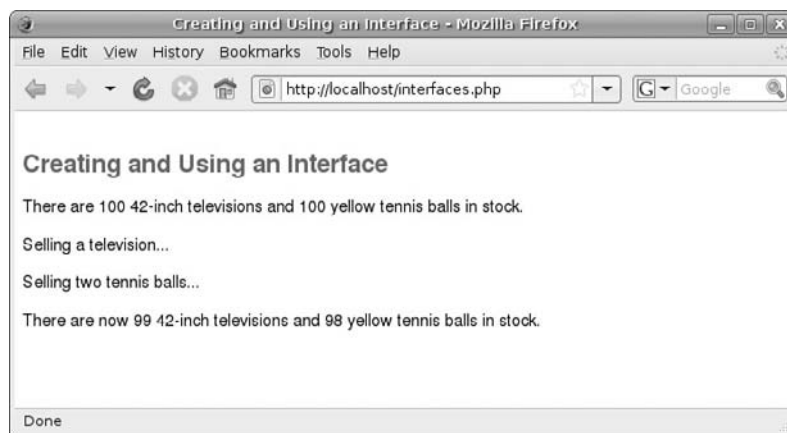 Creating and Using an Interface - Mozilla Firefox
File Edit View History Bookmarks Tools Help
http://localhost/interfaces.php G Google
Creating and Using an Interface
There are 100 42-inch televisions and 100 yellow tennis balls in stock.
Selling a television...
Selling two tennis balls...
There are now 99 42-inch televisions and 98 yellow tennis balls in stock.
Done